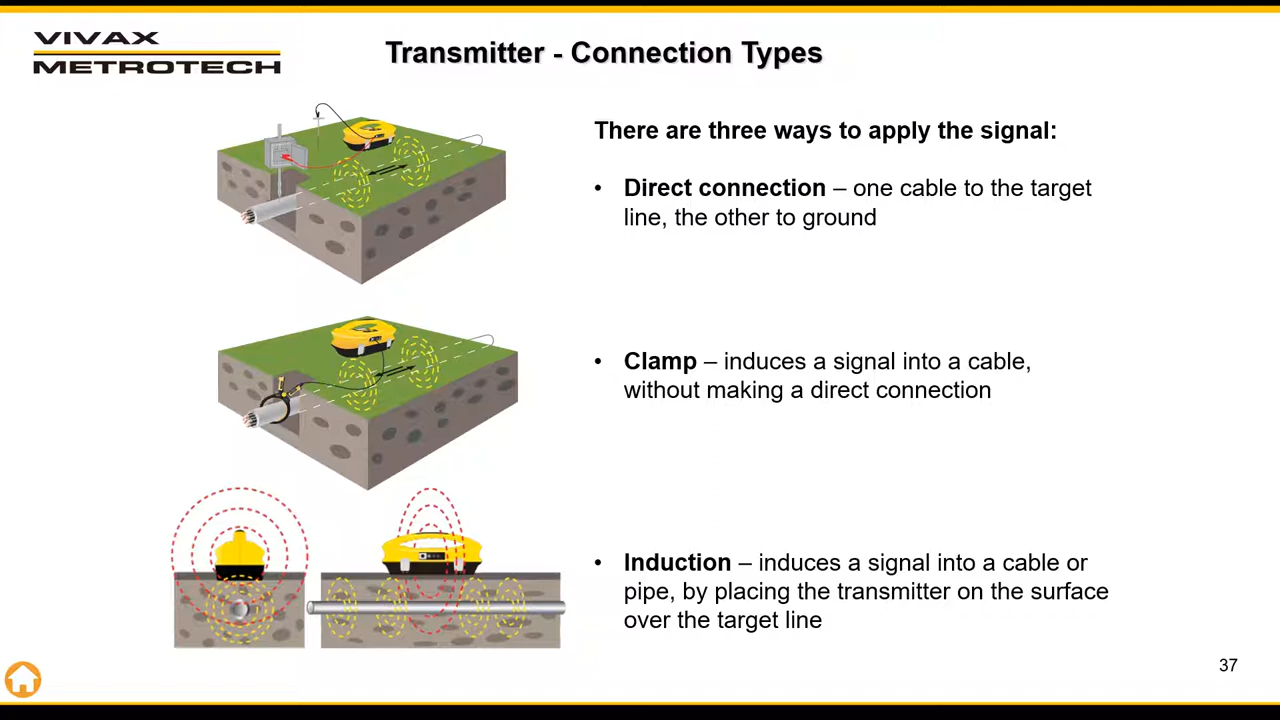 VIVAX
METROTECH
Transmitter - Connection Types
There are three ways to apply the signal:
• Direct connection – one cable to the target
line, the other to ground
• Clamp – induces a signal into a cable,
without making a direct connection
• Induction – induces a signal into a cable or
pipe, by placing the transmitter on the surface
over the target line
37